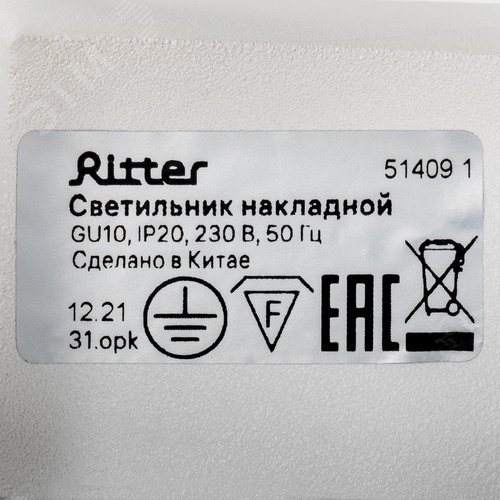 Ritter 51409 1
Светильник накладной
GU10, IP20, 230 В, 50 Гц
Сделано в Китае
12.21
31.opk
F
EAC